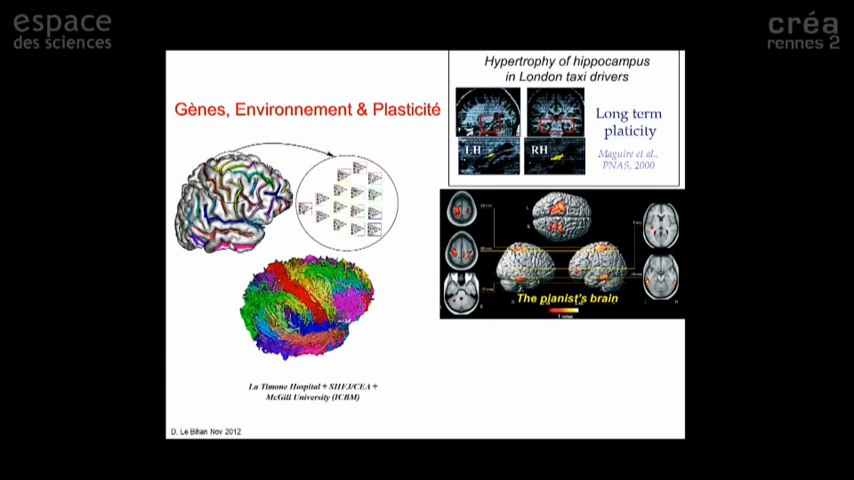 espace
des sciences
créa
rennes 2
Hypertrophy of hippocampus
in London taxi drivers
Gènes, Environnement & Plasticité
Long term
platicity
LH
RH
Maguire et al.,
PNAS, 2000
The pianist's brain
La Timone Hospital + SHFJ/CEA +
McGill University (ICBM)
D. Le Bihan Nov 2012